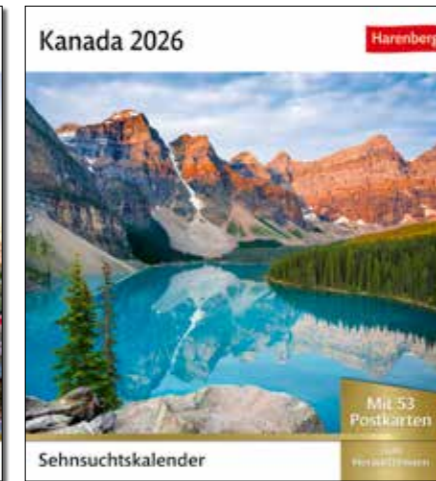 Kanada 2026
Harenberg
Mit 53
Postkarten
Sehnsuchtskalender